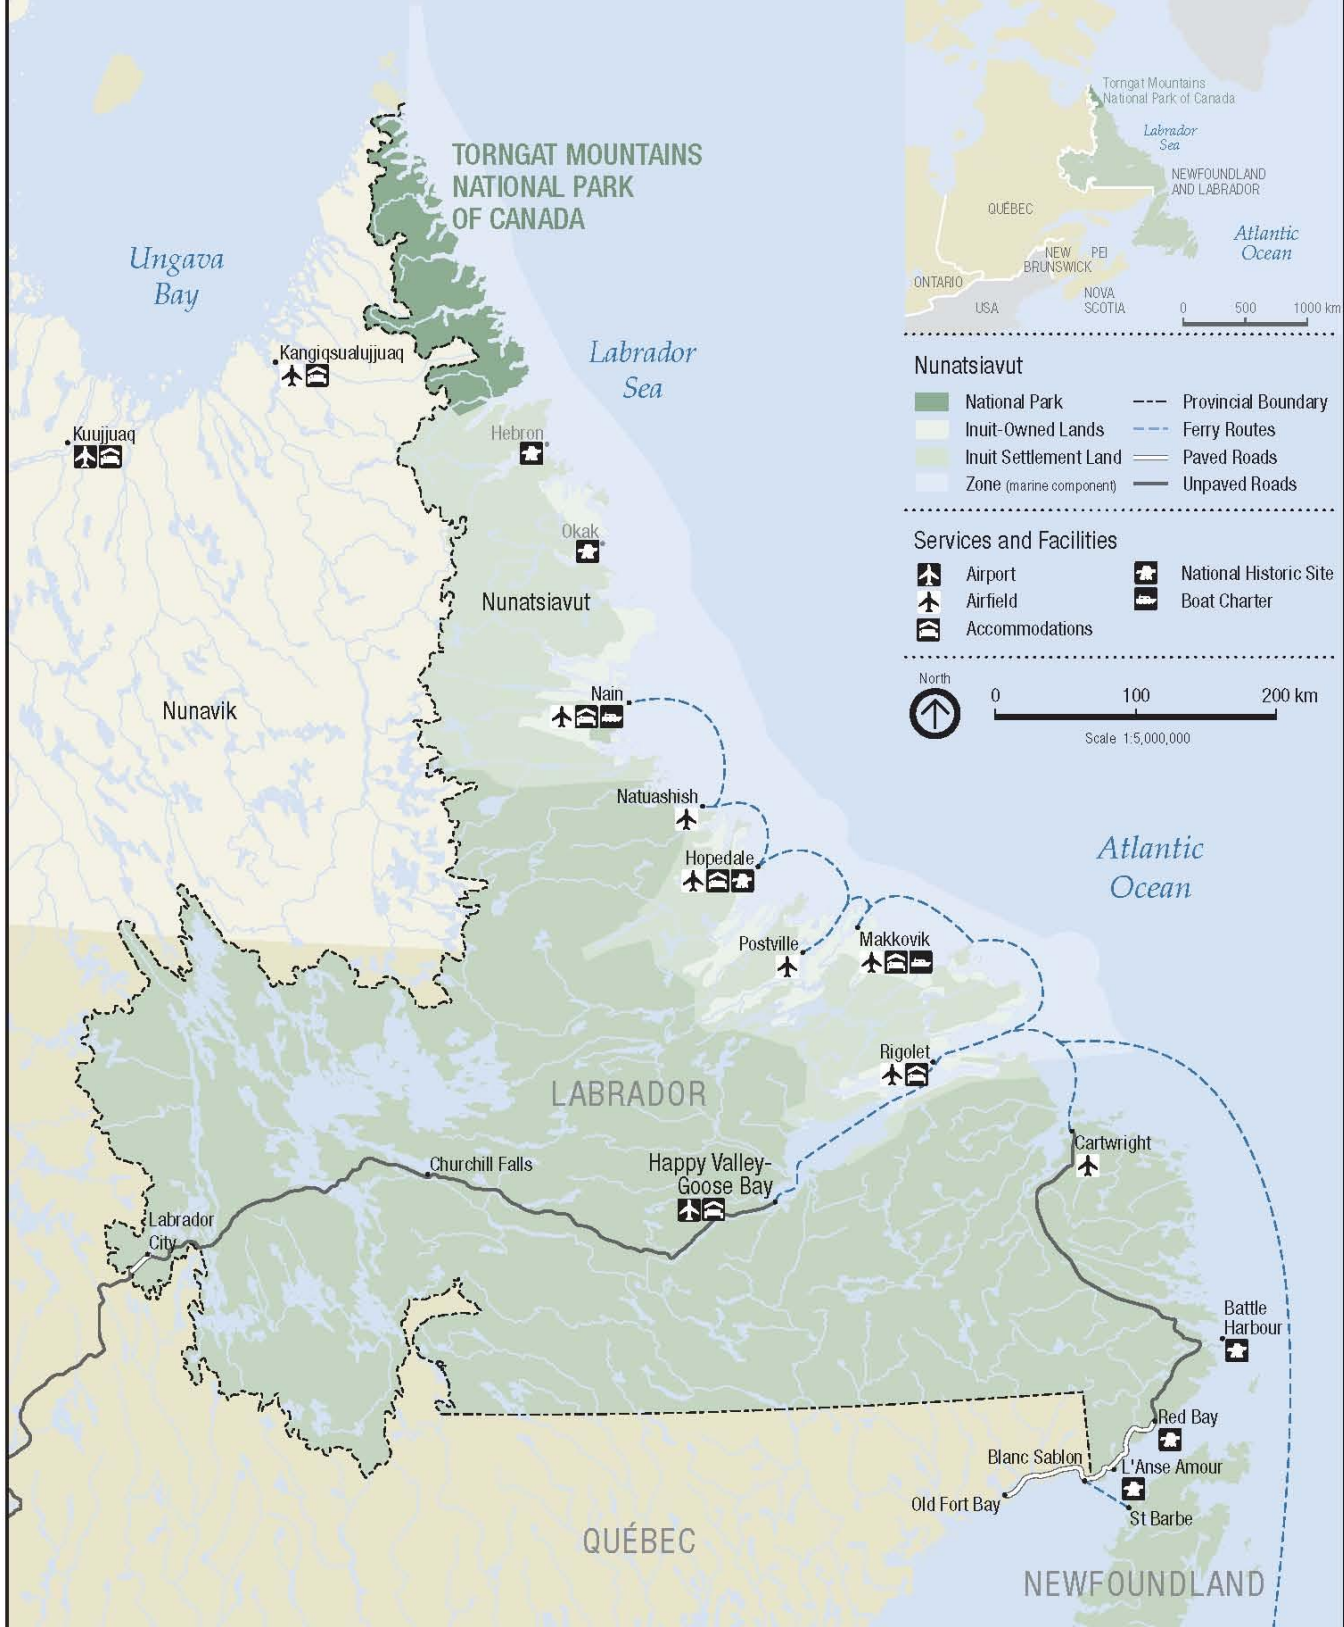 TORNGAT MOUNTAINS
NATIONAL PARK
OF CANADA
Ungava
Bay
Labrador
Sea
Kangiqsualujjuaq
Kuujjuaq
Hebron
Okak
Nunatsiavut
Nain
Nunavik
Natuashish
Hopedale
Postville
Makkovik
Rigolet
LABRADOR
Churchill Falls
Happy Valley-
Goose Bay
Labrador
City
Cartwright
Battle
Harbour
Red Bay
Blanc Sablon
L'Anse Amour
Old Fort Bay
St Barbe
QUÉBEC
NEWFOUNDLAND
Atlantic
Ocean
Torngat Mountains
National Park of Canada
Labrador
Sea
NEWFOUNDLAND
AND LABRADOR
QUÉBEC
Atlantic
Ocean
NEW
BRUNSWICK
PEI
ONTARIO
NOVA
SCOTIA
USA
0 500 1000 km
Nunatsiavut
National Park
Inuit-Owned Lands
Inuit Settlement Land
Zone (marine component)
Provincial Boundary
Ferry Routes
Paved Roads
Unpaved Roads
Services and Facilities
Airport
Airfield
Accommodations
National Historic Site
Boat Charter
North
0 100 200 km
Scale 1:5,000,000